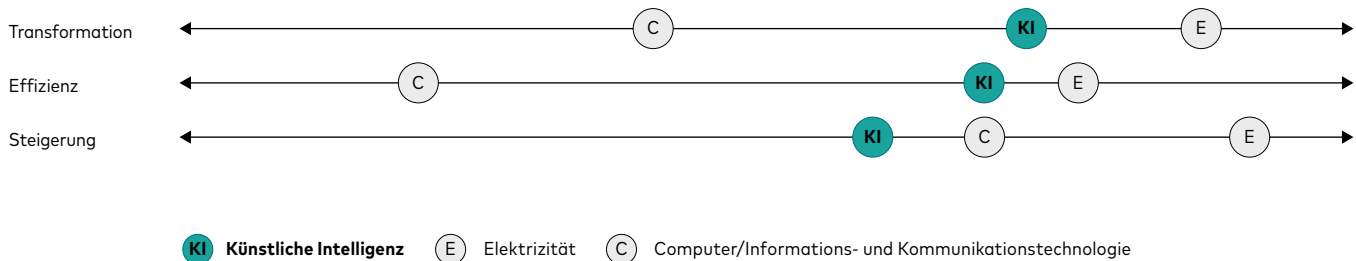 Transformation C KI E
Effizienz C KI E
Steigerung KI C E
KI Künstliche Intelligenz E Elektrizität C Computer/Informations- und Kommunikationstechnologie